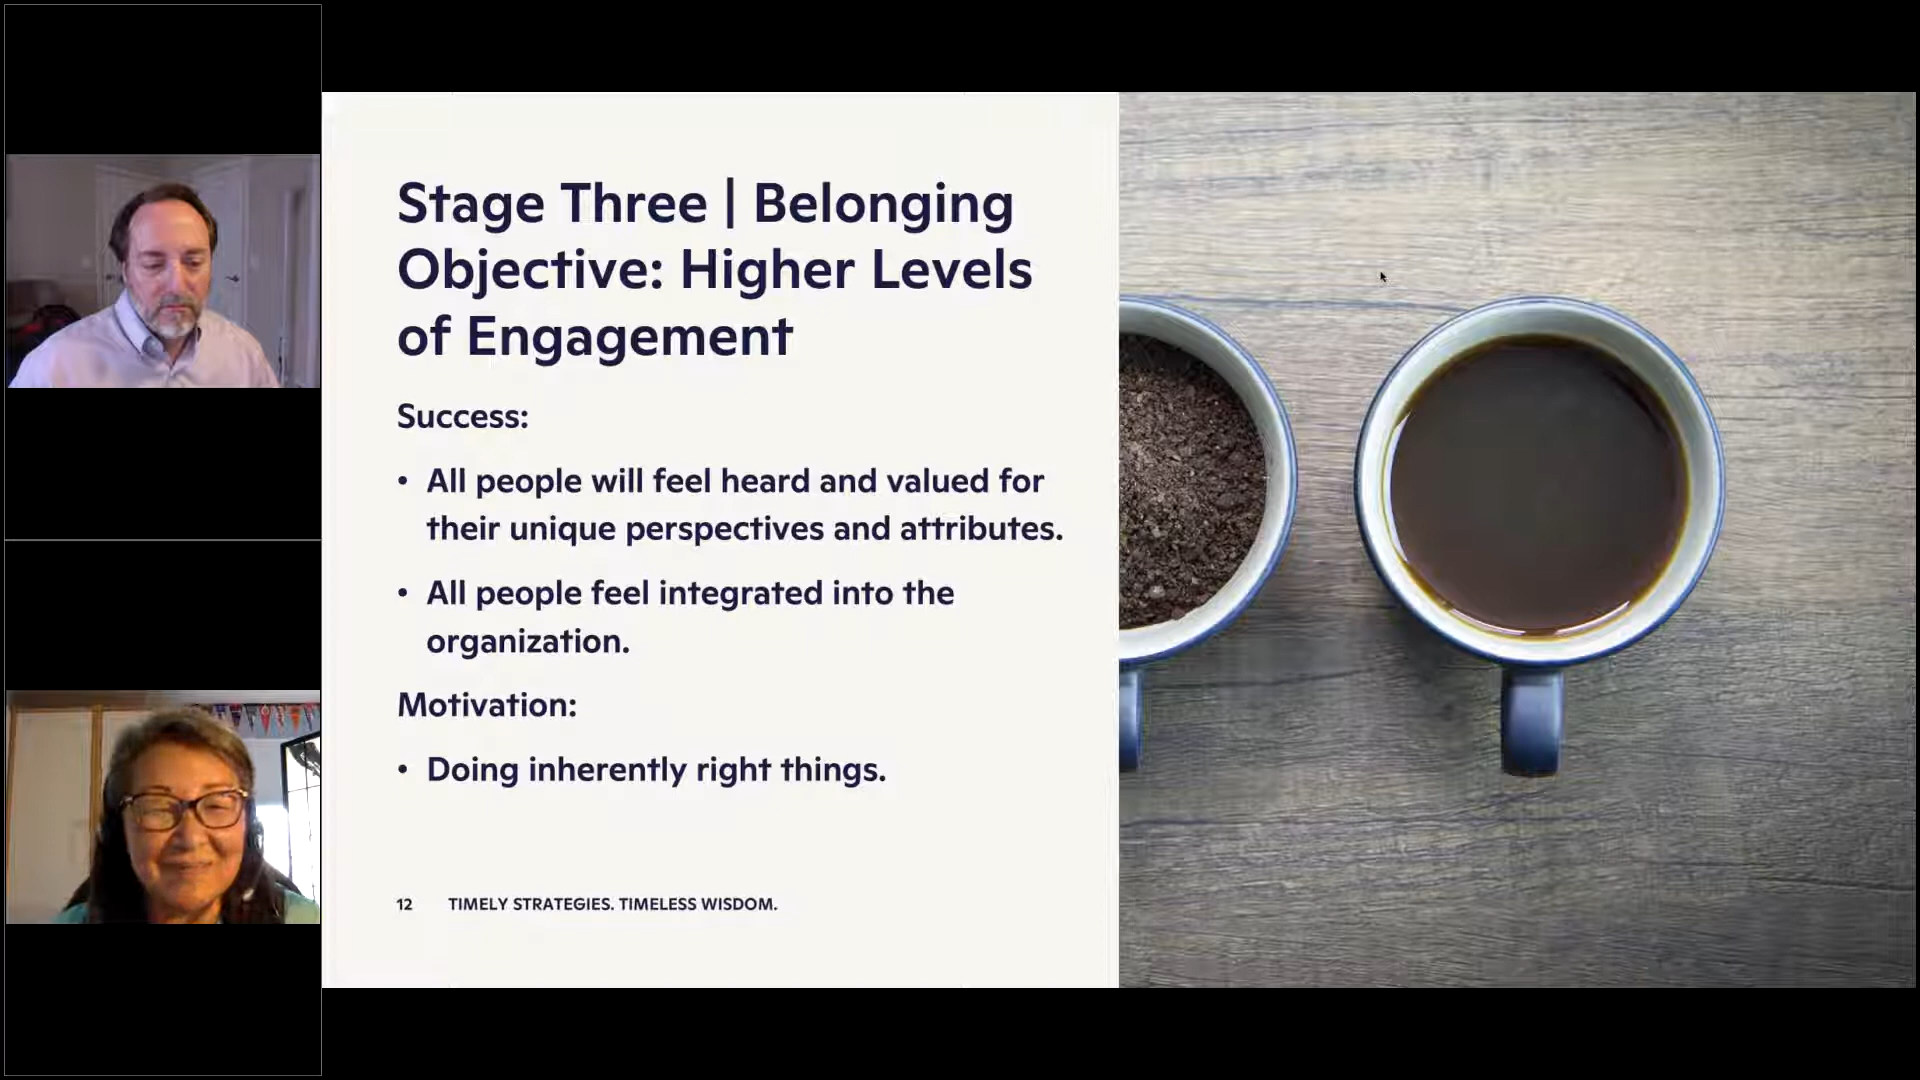 Stage Three | Belonging
Objective: Higher Levels
of Engagement
Success:
• All people will feel heard and valued for
their unique perspectives and attributes.
• All people feel integrated into the
organization.
Motivation:
• Doing inherently right things.
12 TIMELY STRATEGIES. TIMELESS WISDOM.